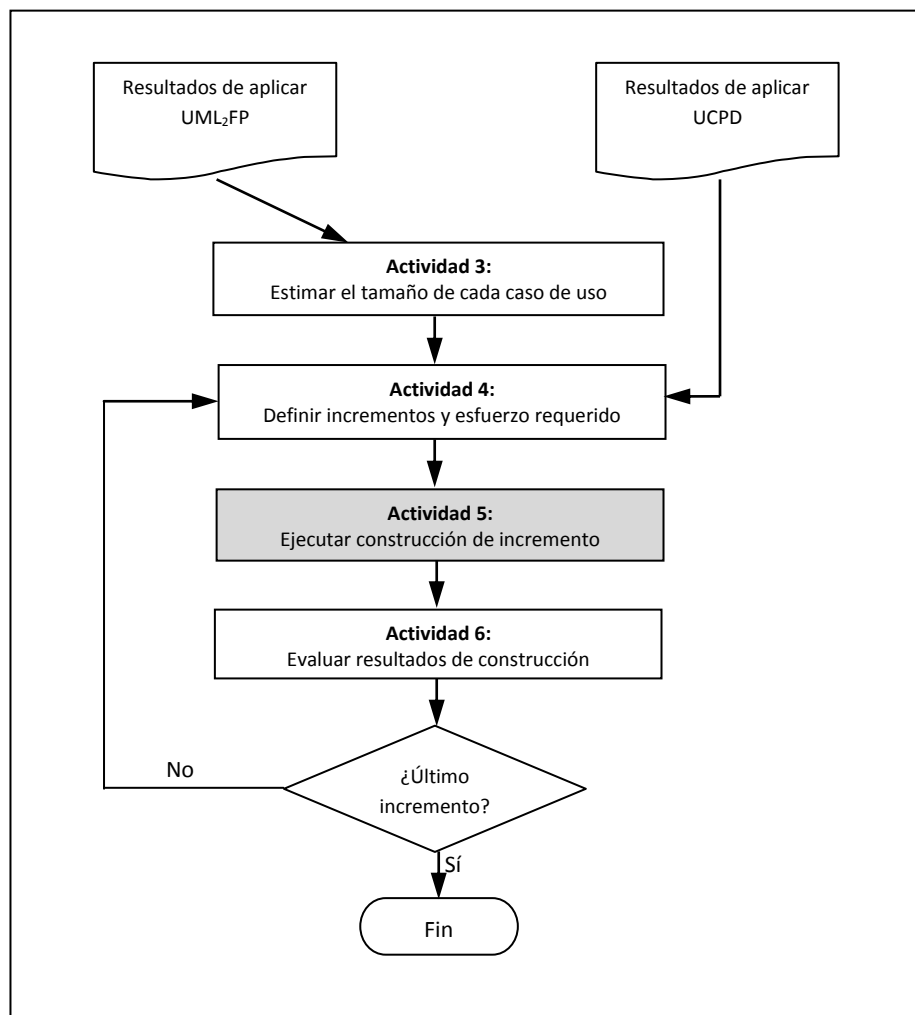 Resultados de aplicar
UML₂FP
Resultados de aplicar
UCPD
Actividad 3:
Estimar el tamaño de cada caso de uso
Actividad 4:
Definir incrementos y esfuerzo requerido
Actividad 5:
Ejecutar construcción de incremento
Actividad 6:
Evaluar resultados de construcción
No
¿Último
incremento?
Sí
Fin